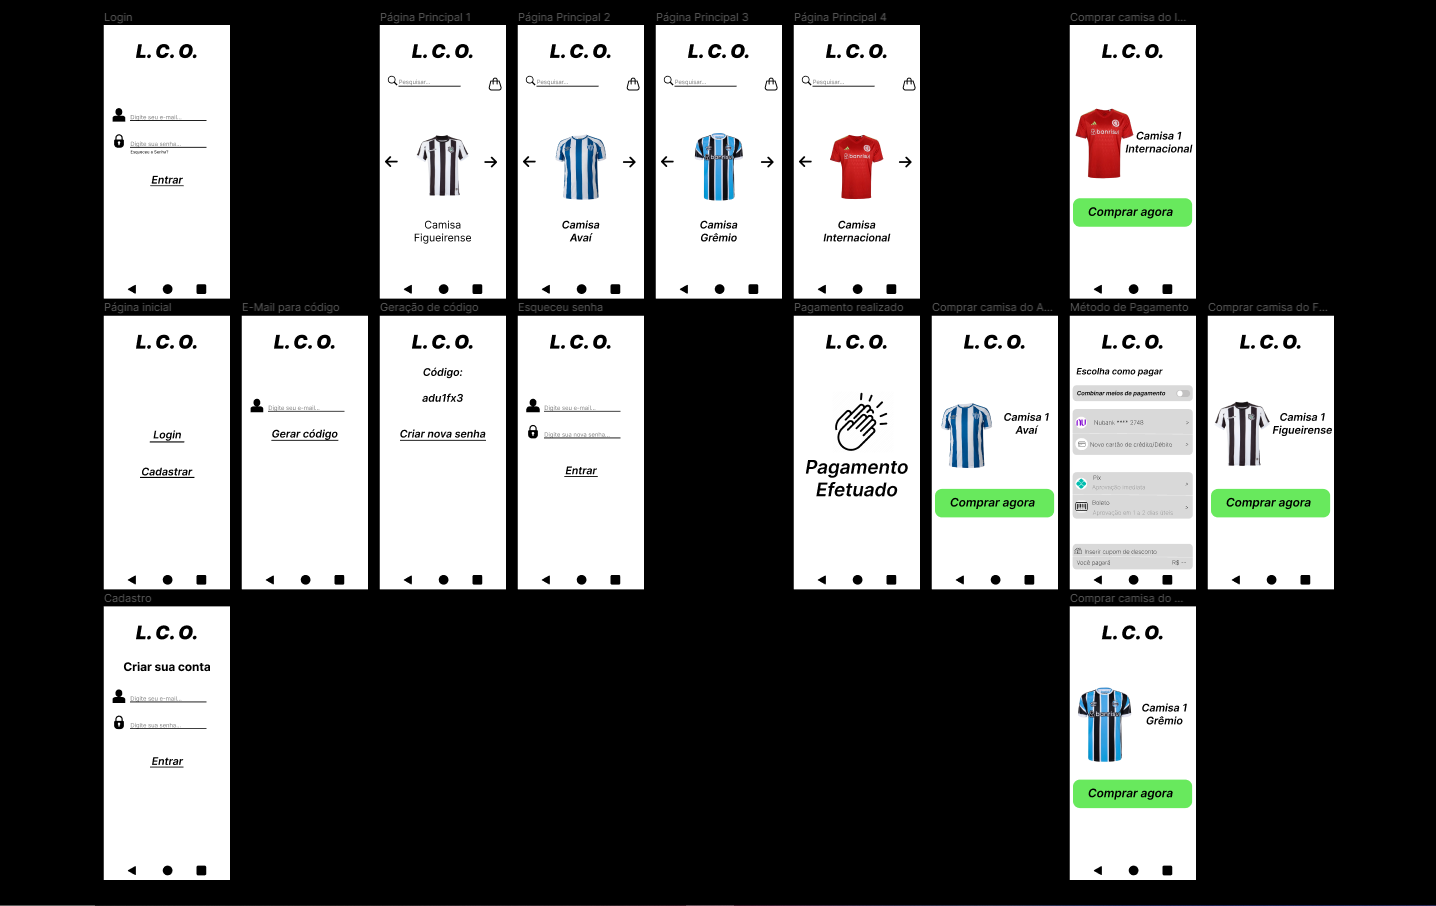 Login
L. C. O.
Digite seu e-mail...
Digite sua senha...
Esqueceu a Senha?
Entrar
Página Principal 1
L. C. O.
Pesquisar...
Camisa
Figueirense
Página Principal 2
L. C. O.
Pesquisar...
Camisa
Avaí
Página Principal 3
L. C. O.
Pesquisar...
banrisul
Camisa
Grêmio
Página Principal 4
L. C. O.
Pesquisar...
banrisul
Camisa
Internacional
Comprar camisa do I...
L. C. O.
banrisul
Camisa 1
Internacional
Comprar agora
Página inicial
L. C. O.
Login
Cadastrar
E-Mail para código
L. C. O.
Digite seu e-mail...
Gerar código
Geração de código
L. C. O.
Código:
adu1fx3
Criar nova senha
Esqueceu senha
L. C. O.
Digite seu e-mail...
Digite sua nova senha...
Entrar
Pagamento realizado
L. C. O.
Pagamento
Efetuado
Comprar camisa do A...
L. C. O.
Camisa 1
Avaí
Comprar agora
Método de Pagamento
L. C. O.
Escolha como pagar
Combinar meios de pagamento
nu
Nubank **** 2748
Novo cartão de crédito/Débito
Pix
Aprovação imediata
Boleto
Aprovação em 1 a 2 dias úteis
Inserir cupom de desconto
Você pagará R$ --
Comprar camisa do F...
L. C. O.
Camisa 1
Figueirense
Comprar agora
Cadastro
L. C. O.
Criar sua conta
Digite seu e-mail...
Digite sua senha...
Entrar
Comprar camisa do ...
L. C. O.
banrisul
Camisa 1
Grêmio
Comprar agora